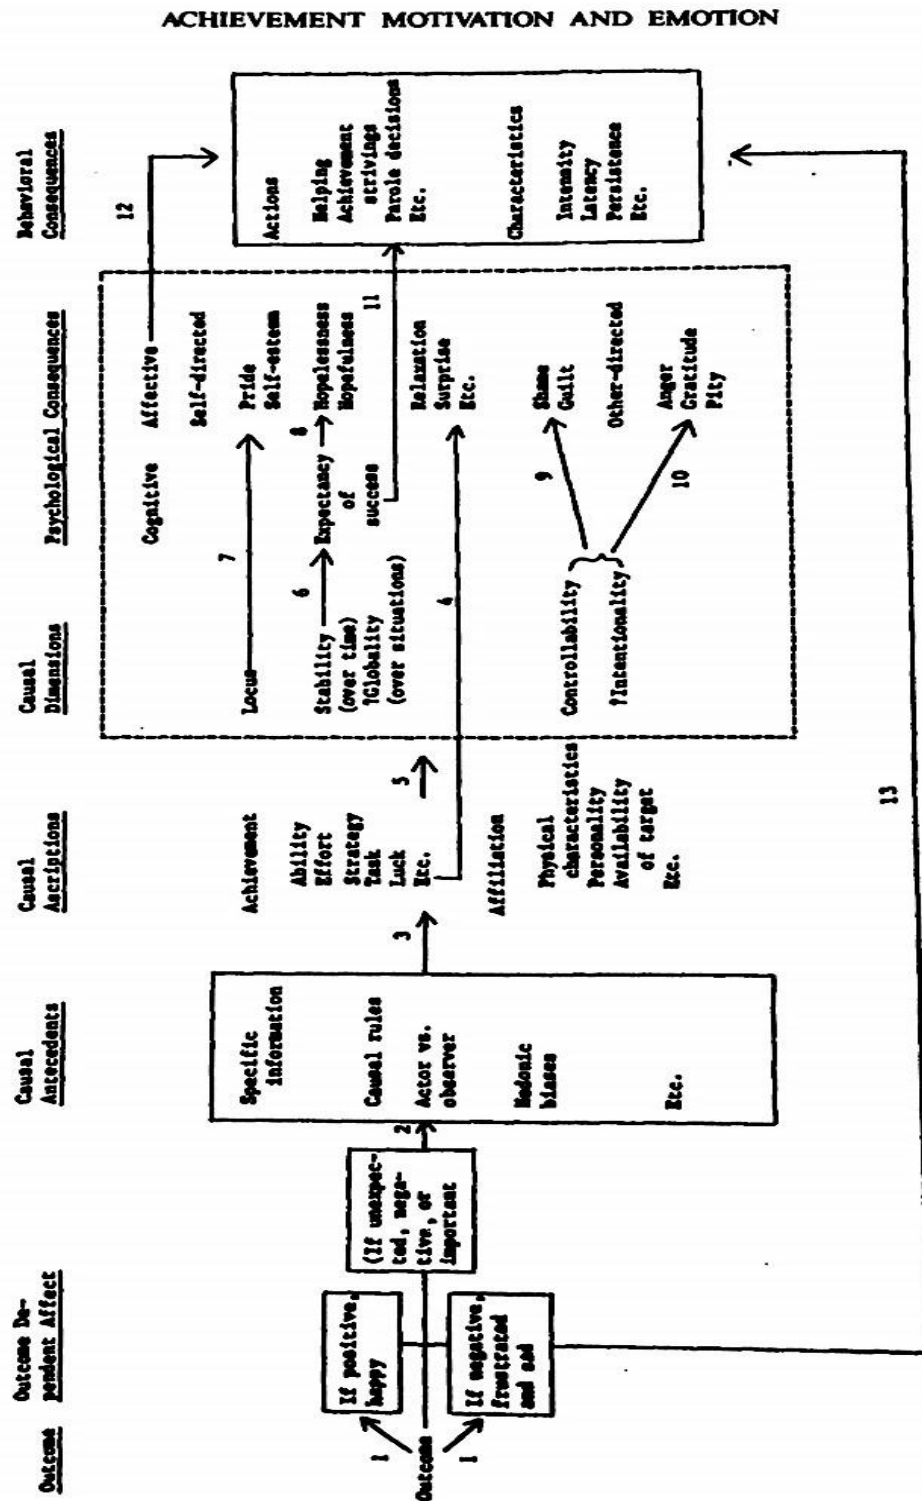 ACHIEVEMENT MOTIVATION AND EMOTION
Outcome
Outcome De-
pendent Affect
Causal
Antecedents
Causal
Ascriptions
Causal
Dimensions
Psychological Consequences
Behavioral
Consequences
Outcome
1
1
If positive,
happy
If negative,
frustrated
and sad
(If unexpec-
ted, nega-
tive, or
important
2
Specific
information
Causal rules
Actor vs.
observer
Hedonic
biases
Etc.
3
Achievement
Ability
Effort
Strategy
Task
Luck
Etc.
Affiliation
Physical
characteristics
Personality
Availability
of target
Etc.
5
4
Locus
Stability
(over time)
?Globality
(over situations)
Controllability
?Intentionality
7
6
Cognitive
Affective
Self-directed
Pride
Self-esteem
Expectancy
of
success
8
Hopelessness
Hopefulness
11
Relaxation
Surprise
Etc.
9
Shame
Guilt
Other-directed
10
Anger
Gratitude
Pity
12
Actions
Helping
Achievement
strivings
Parole decisions
Etc.
Characteristics
Intensity
Latency
Persistence
Etc.
13